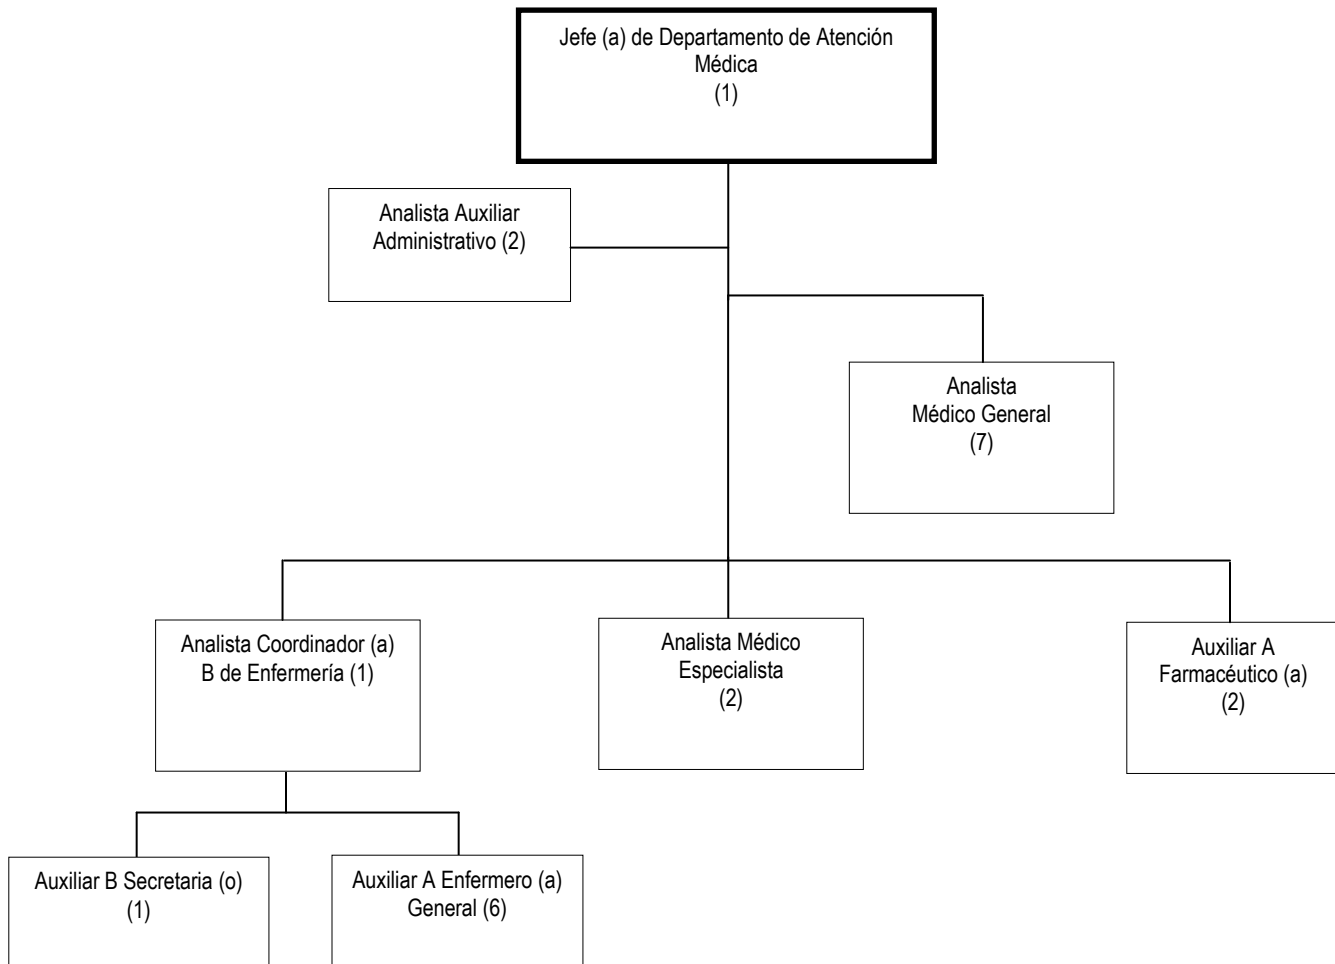 Jefe (a) de Departamento de Atención
Médica
(1)
Analista Auxiliar
Administrativo (2)
Analista
Médico General
(7)
Analista Coordinador (a)
B de Enfermería (1)
Analista Médico
Especialista
(2)
Auxiliar A
Farmacéutico (a)
(2)
Auxiliar B Secretaria (o)
(1)
Auxiliar A Enfermero (a)
General (6)